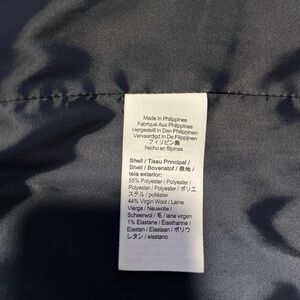 Made In Philippines
Fabriqué Aux Philippines
Hergestellt In Den Philippinen
Vervaardigd In De Filippijnen
フィリピン製
hecho en filipinas
Shell / Tissu Principal /
Shell / Bovenstof / 表地 /
tela exterior:
55% Polyester / Polyester /
Polyester / Polyester / ポリエ
ステル / poliéster
44% Virgin Wool / Laine
Vierge / Neuwolle /
Scheerwol / 毛 / lana virgen
1% Elastane / Élasthanne /
Elastan / Elastaan / ポリウ
レタン / elastano